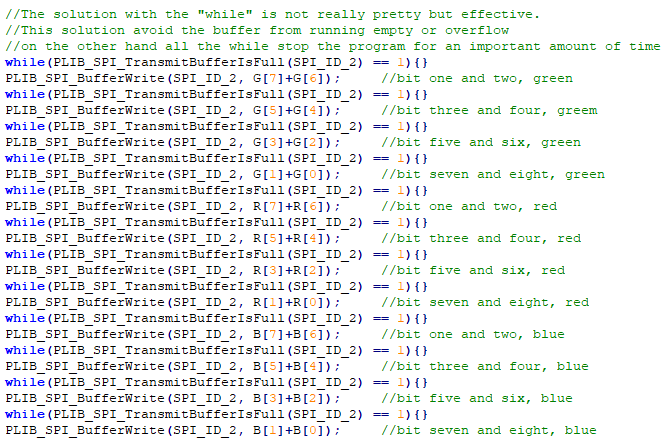 //The solution with the "while" is not really pretty but effective.
//This solution avoid the buffer from running empty or overflow
//on the other hand all the while stop the program for an important amount of time
while(PLIB_SPI_TransmitBufferIsFull(SPI_ID_2) == 1){}
PLIB_SPI_BufferWrite(SPI_ID_2, G[7]+G[6]);     //bit one and two, green
while(PLIB_SPI_TransmitBufferIsFull(SPI_ID_2) == 1){}
PLIB_SPI_BufferWrite(SPI_ID_2, G[5]+G[4]);     //bit three and four, greem
while(PLIB_SPI_TransmitBufferIsFull(SPI_ID_2) == 1){}
PLIB_SPI_BufferWrite(SPI_ID_2, G[3]+G[2]);     //bit five and six, green
while(PLIB_SPI_TransmitBufferIsFull(SPI_ID_2) == 1){}
PLIB_SPI_BufferWrite(SPI_ID_2, G[1]+G[0]);     //bit seven and eight, green
while(PLIB_SPI_TransmitBufferIsFull(SPI_ID_2) == 1){}
PLIB_SPI_BufferWrite(SPI_ID_2, R[7]+R[6]);     //bit one and two, red
while(PLIB_SPI_TransmitBufferIsFull(SPI_ID_2) == 1){}
PLIB_SPI_BufferWrite(SPI_ID_2, R[5]+R[4]);     //bit three and four, red
while(PLIB_SPI_TransmitBufferIsFull(SPI_ID_2) == 1){}
PLIB_SPI_BufferWrite(SPI_ID_2, R[3]+R[2]);     //bit five and six, red
while(PLIB_SPI_TransmitBufferIsFull(SPI_ID_2) == 1){}
PLIB_SPI_BufferWrite(SPI_ID_2, R[1]+R[0]);     //bit seven and eight, red
while(PLIB_SPI_TransmitBufferIsFull(SPI_ID_2) == 1){}
PLIB_SPI_BufferWrite(SPI_ID_2, B[7]+B[6]);     //bit one and two, blue
while(PLIB_SPI_TransmitBufferIsFull(SPI_ID_2) == 1){}
PLIB_SPI_BufferWrite(SPI_ID_2, B[5]+B[4]);     //bit three and four, blue
while(PLIB_SPI_TransmitBufferIsFull(SPI_ID_2) == 1){}
PLIB_SPI_BufferWrite(SPI_ID_2, B[3]+B[2]);     //bit five and six, blue
while(PLIB_SPI_TransmitBufferIsFull(SPI_ID_2) == 1){}
PLIB_SPI_BufferWrite(SPI_ID_2, B[1]+B[0]);     //bit seven and eight, blue